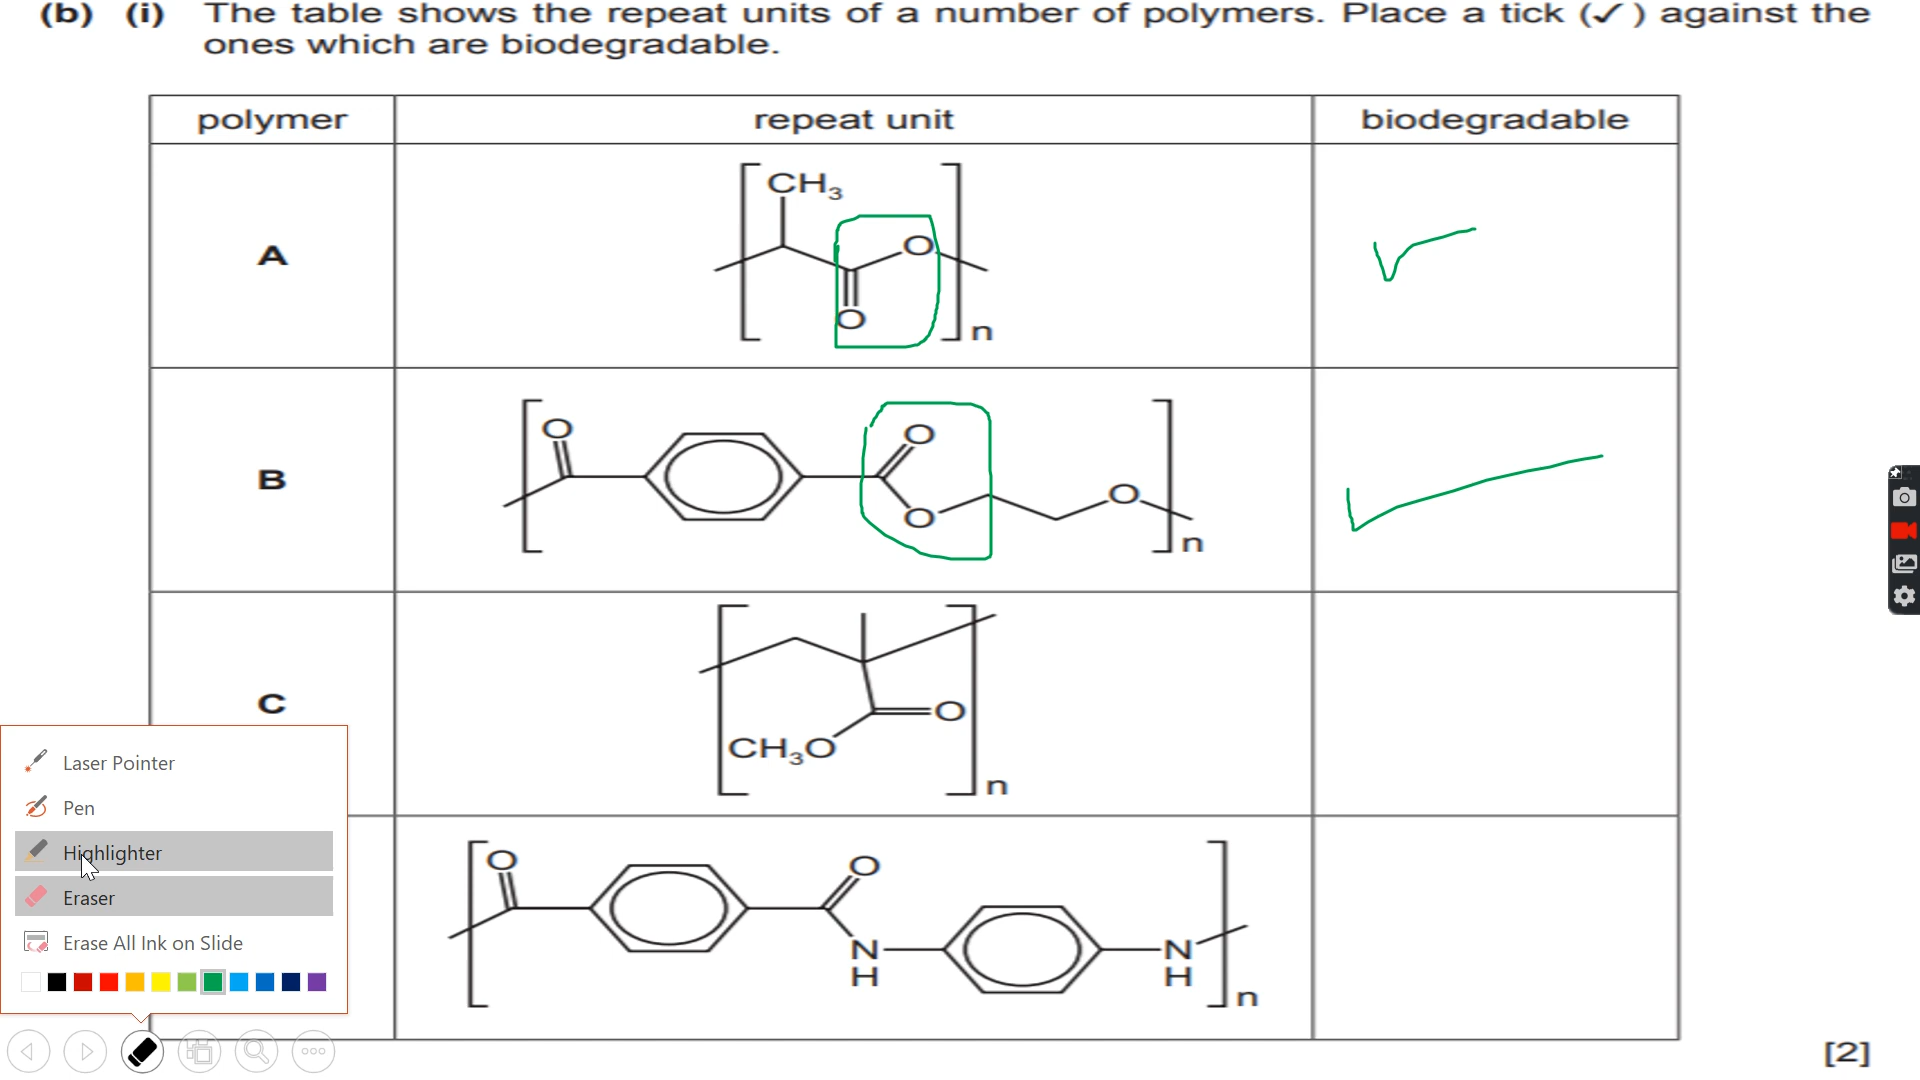 (b) (i) The table shows the repeat units of a number of polymers. Place a tick (✓) against the
ones which are biodegradable.
polymer repeat unit biodegradable
A
CH3
O
O
n
✓
B
O
O
O
O
n
✓
C
O
CH3O
n
O
O
N
H
N
H
n
Laser Pointer
Pen
Highlighter
Eraser
Erase All Ink on Slide
[2]